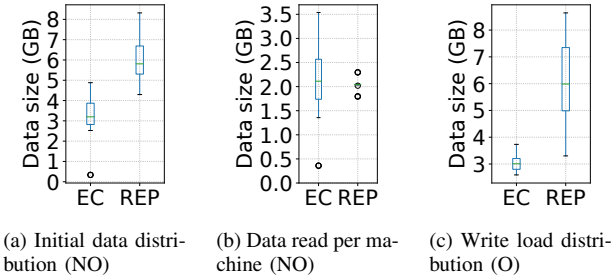 Data size (GB)
8
7
6
5
4
3
2
1
0
EC REP
(a) Initial data distri-
bution (NO)
Data size (GB)
3.5
3.0
2.5
2.0
1.5
1.0
0.5
0.0
EC REP
(b) Data read per ma-
chine (NO)
Data size (GB)
8
7
6
5
4
3
EC REP
(c) Write load distri-
bution (O)